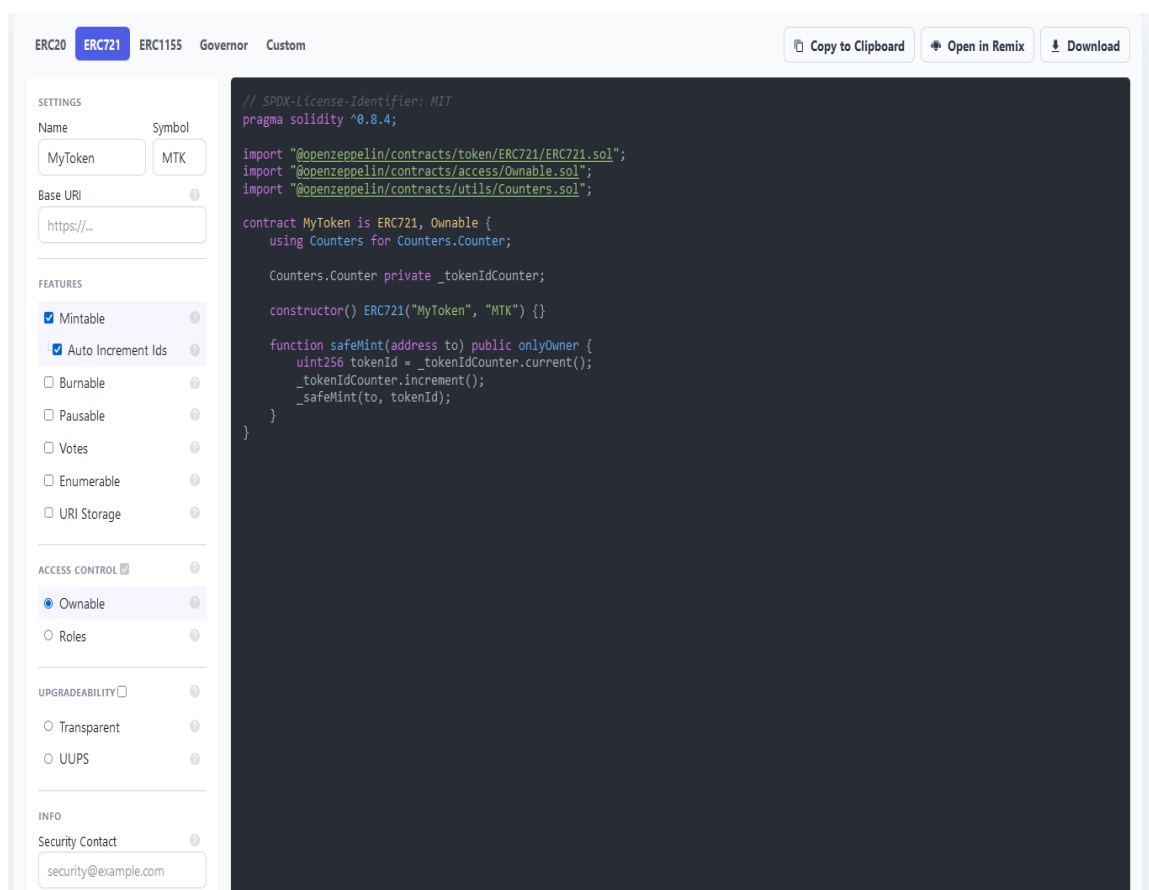 ERC20 ERC721 ERC1155 Governor Custom Copy to Clipboard Open in Remix Download
SETTINGS
Name Symbol
MyToken MTK
Base URI
https://...
FEATURES
Mintable
Auto Increment Ids
Burnable
Pausable
Votes
Enumerable
URI Storage
ACCESS CONTROL
Ownable
Roles
UPGRADEABILITY
Transparent
UUPS
INFO
Security Contact
security@example.com
// SPDX-License-Identifier: MIT
pragma solidity ^0.8.4;
import "@openzeppelin/contracts/token/ERC721/ERC721.sol";
import "@openzeppelin/contracts/access/Ownable.sol";
import "@openzeppelin/contracts/utils/Counters.sol";
contract MyToken is ERC721, Ownable {
using Counters for Counters.Counter;
Counters.Counter private _tokenIdCounter;
constructor() ERC721("MyToken", "MTK") {}
function safeMint(address to) public onlyOwner {
uint256 tokenId = _tokenIdCounter.current();
_tokenIdCounter.increment();
_safeMint(to, tokenId);
}
}